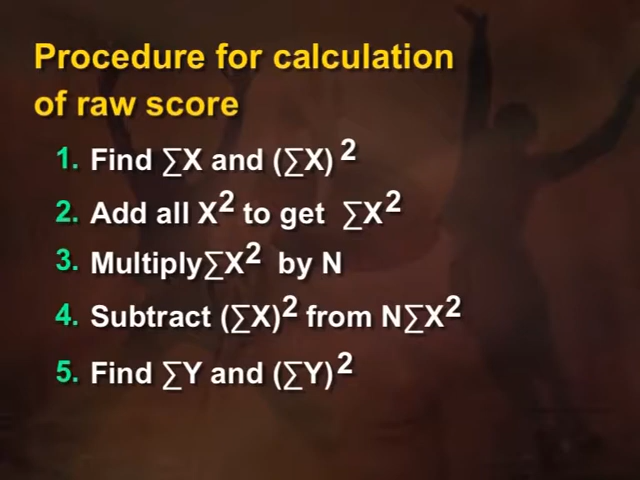 Procedure for calculation
of raw score
1. Find ∑X and (∑X) ²
2. Add all X² to get ∑X²
3. Multiply∑X² by N
4. Subtract (∑X)² from N∑X²
5. Find ∑Y and (∑Y)²